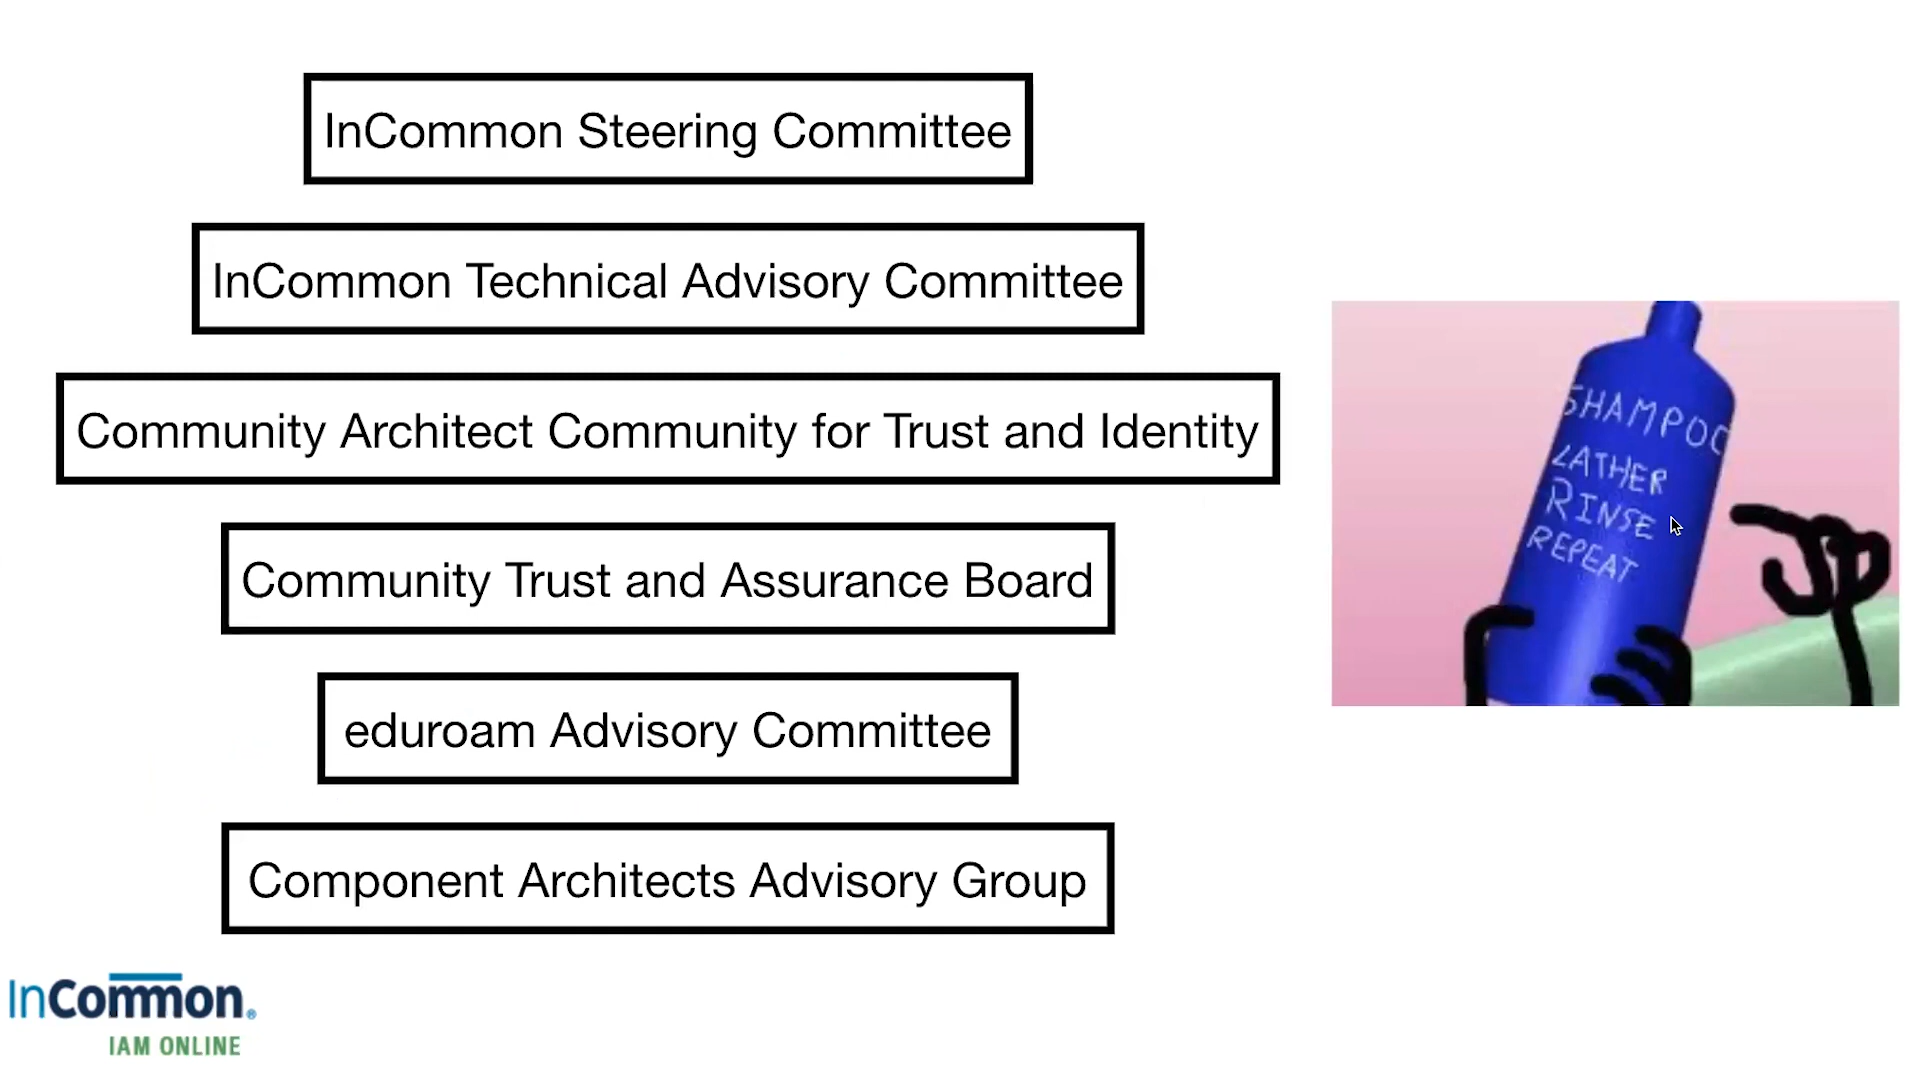 InCommon Steering Committee
InCommon Technical Advisory Committee
Community Architect Community for Trust and Identity
Community Trust and Assurance Board
eduroam Advisory Committee
Component Architects Advisory Group
SHAMPOO
LATHER
RINSE
REPEAT
InCommon®
IAM ONLINE